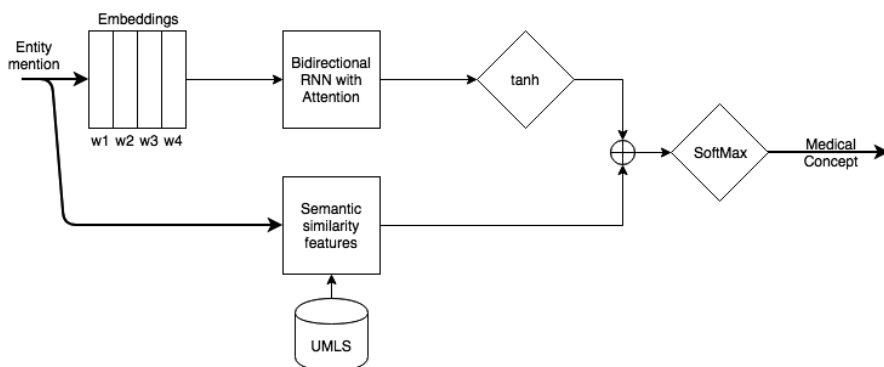 Embeddings
Entity
mention
w1 w2 w3 w4
Bidirectional
RNN with
Attention
tanh
SoftMax
Medical
Concept
Semantic
similarity
features
UMLS